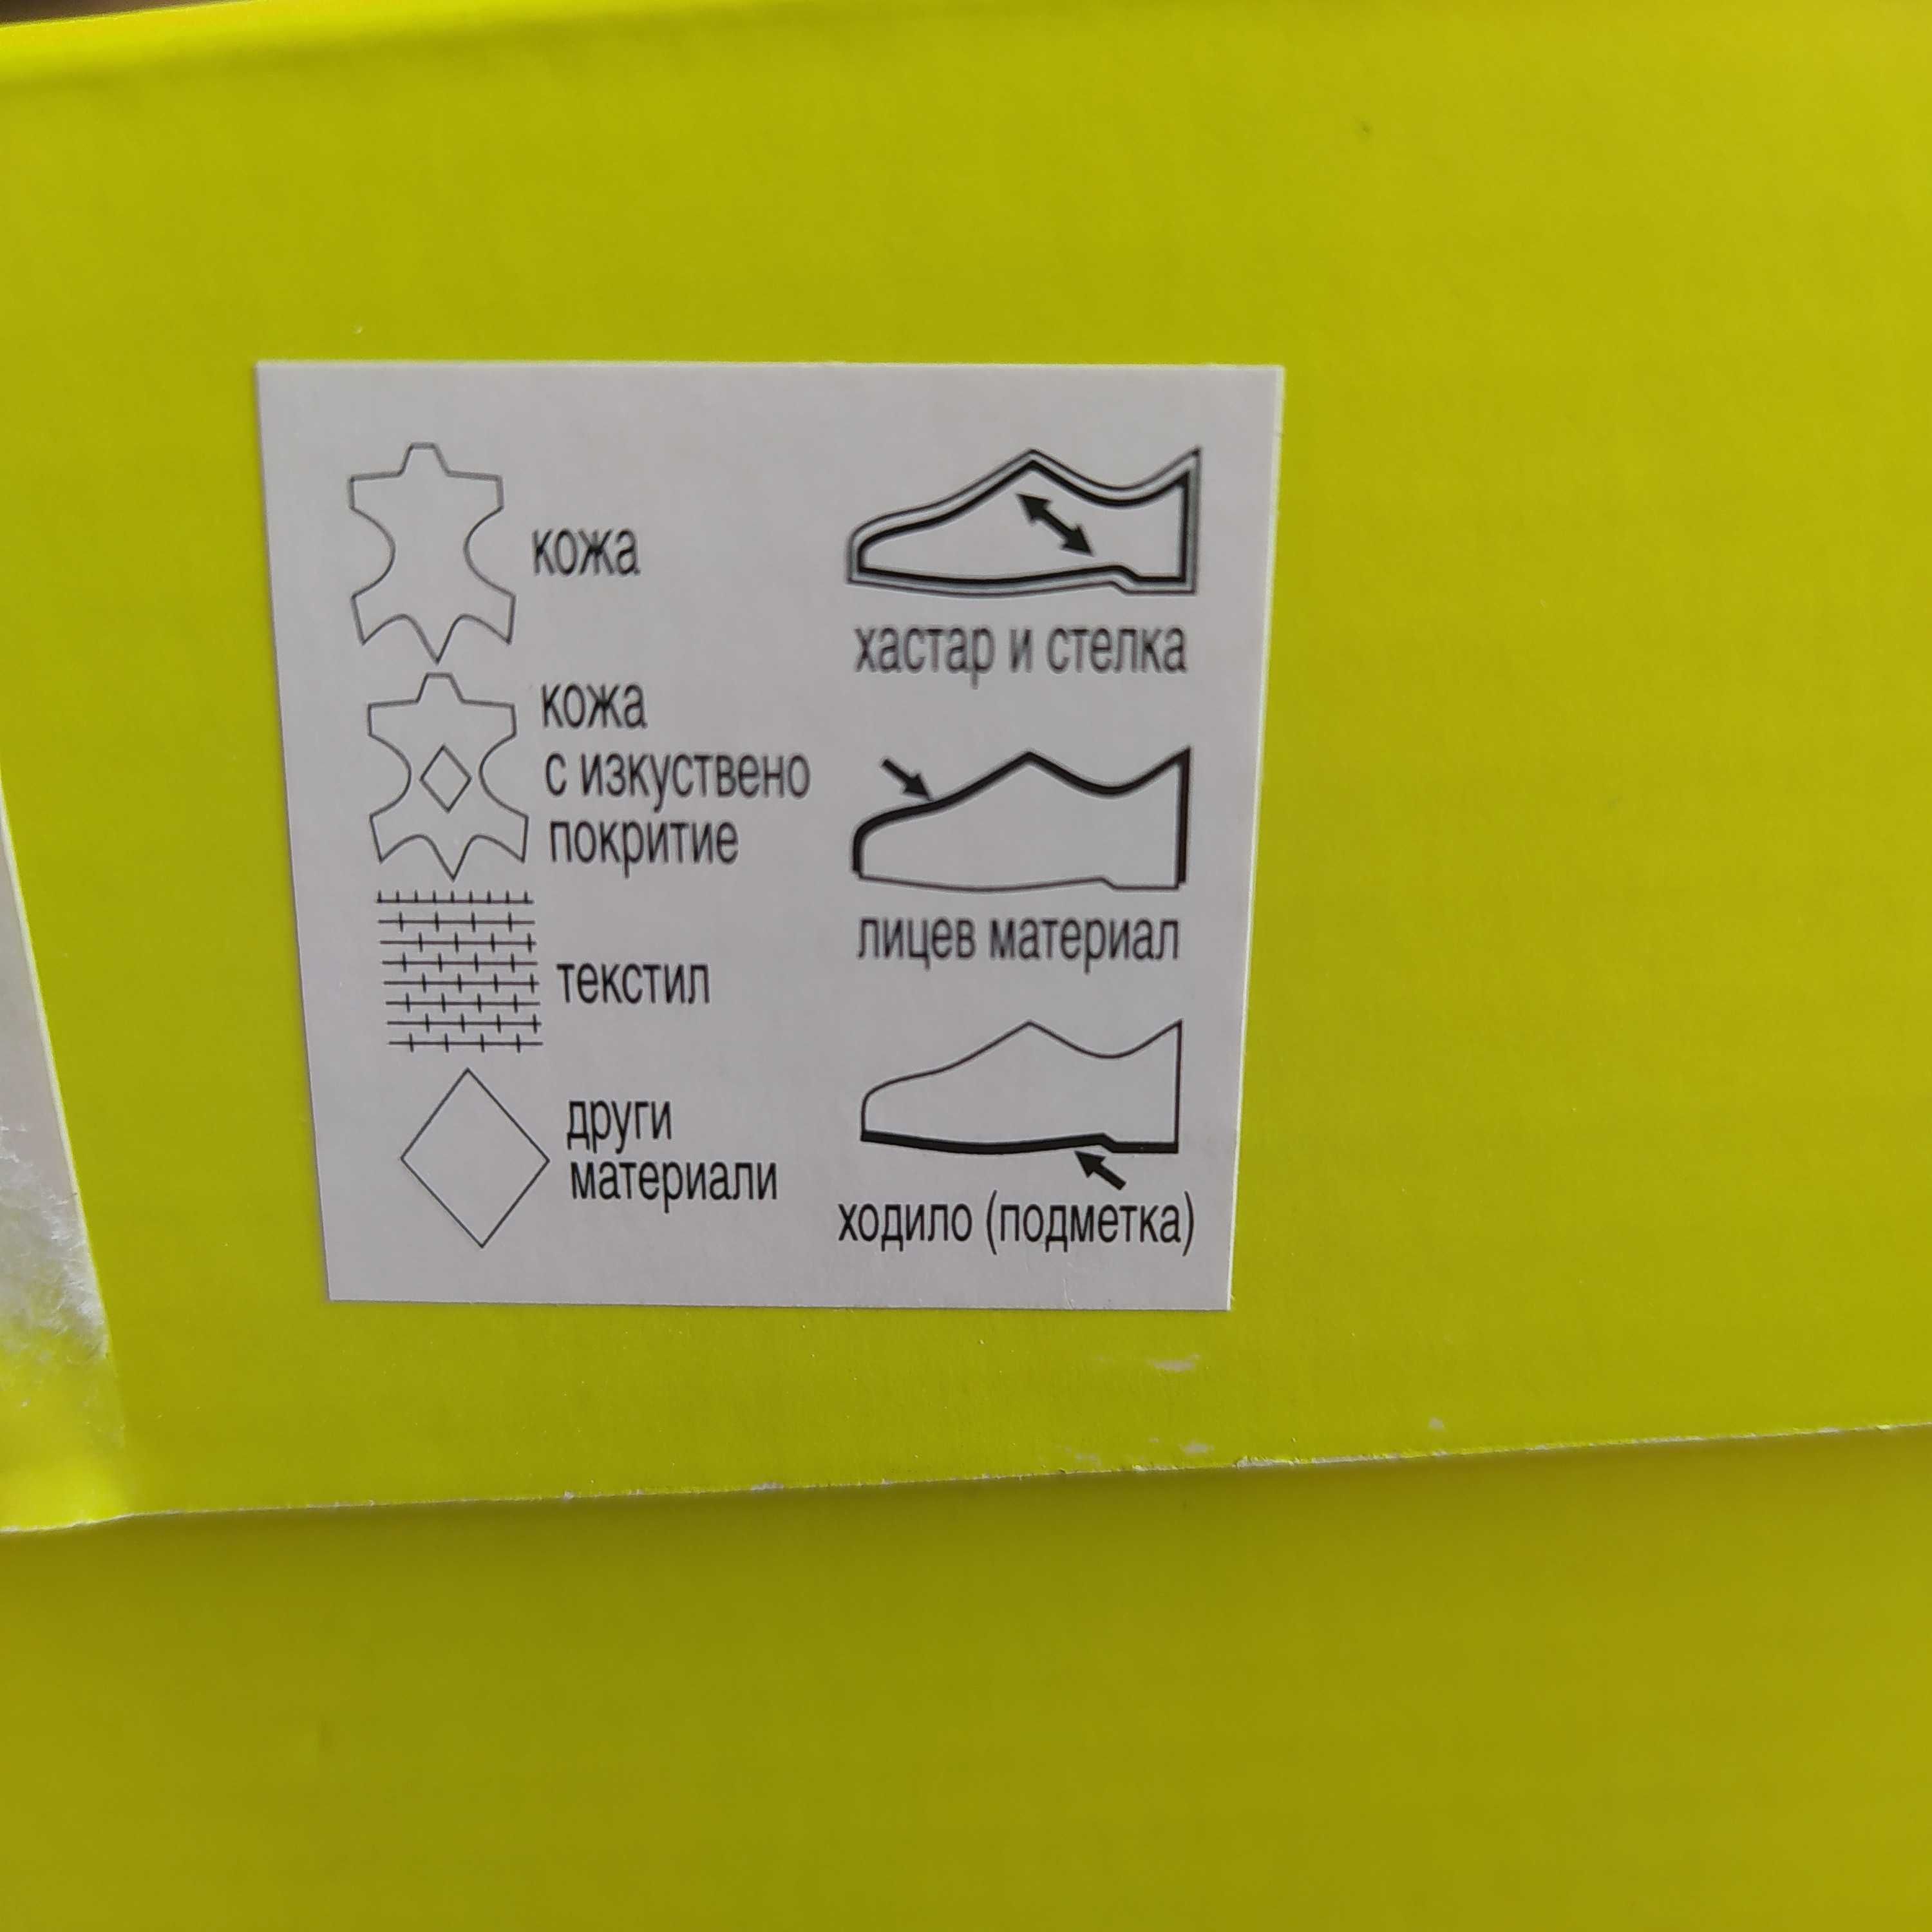 кожа
кожа
с изкуствено
покритие
текстил
други
материали
хастар и стелка
лицев материал
ходило (подметка)